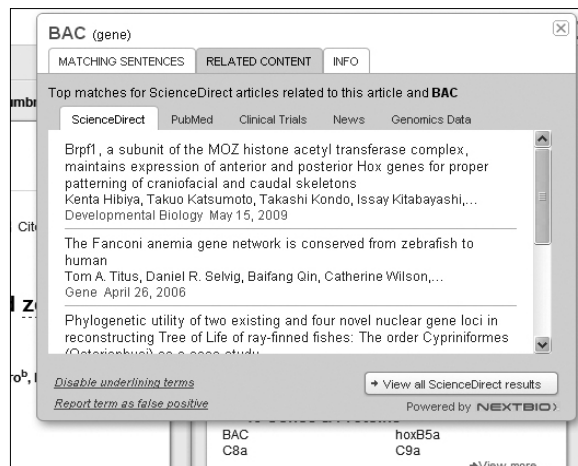 BAC (gene)
MATCHING SENTENCES RELATED CONTENT INFO
Top matches for ScienceDirect articles related to this article and BAC
ScienceDirect PubMed Clinical Trials News Genomics Data
Brpf1, a subunit of the MOZ histone acetyl transferase complex,
maintains expression of anterior and posterior Hox genes for proper
patterning of craniofacial and caudal skeletons
Kenta Hibiya, Takuo Katsumoto, Takashi Kondo, Issay Kitabayashi,...
Developmental Biology May 15, 2009
The Fanconi anemia gene network is conserved from zebrafish to
human
Tom A. Titus, Daniel R. Selvig, Baifang Qin, Catherine Wilson,...
Gene April 26, 2006
Phylogenetic utility of two existing and four novel nuclear gene loci in
reconstructing Tree of Life of ray-finned fishes: The order Cypriniformes
Disable underlining terms
View all ScienceDirect results
Report term as false positive
Powered by NEXTBIO
BAC hoxB5a
C8a C9a